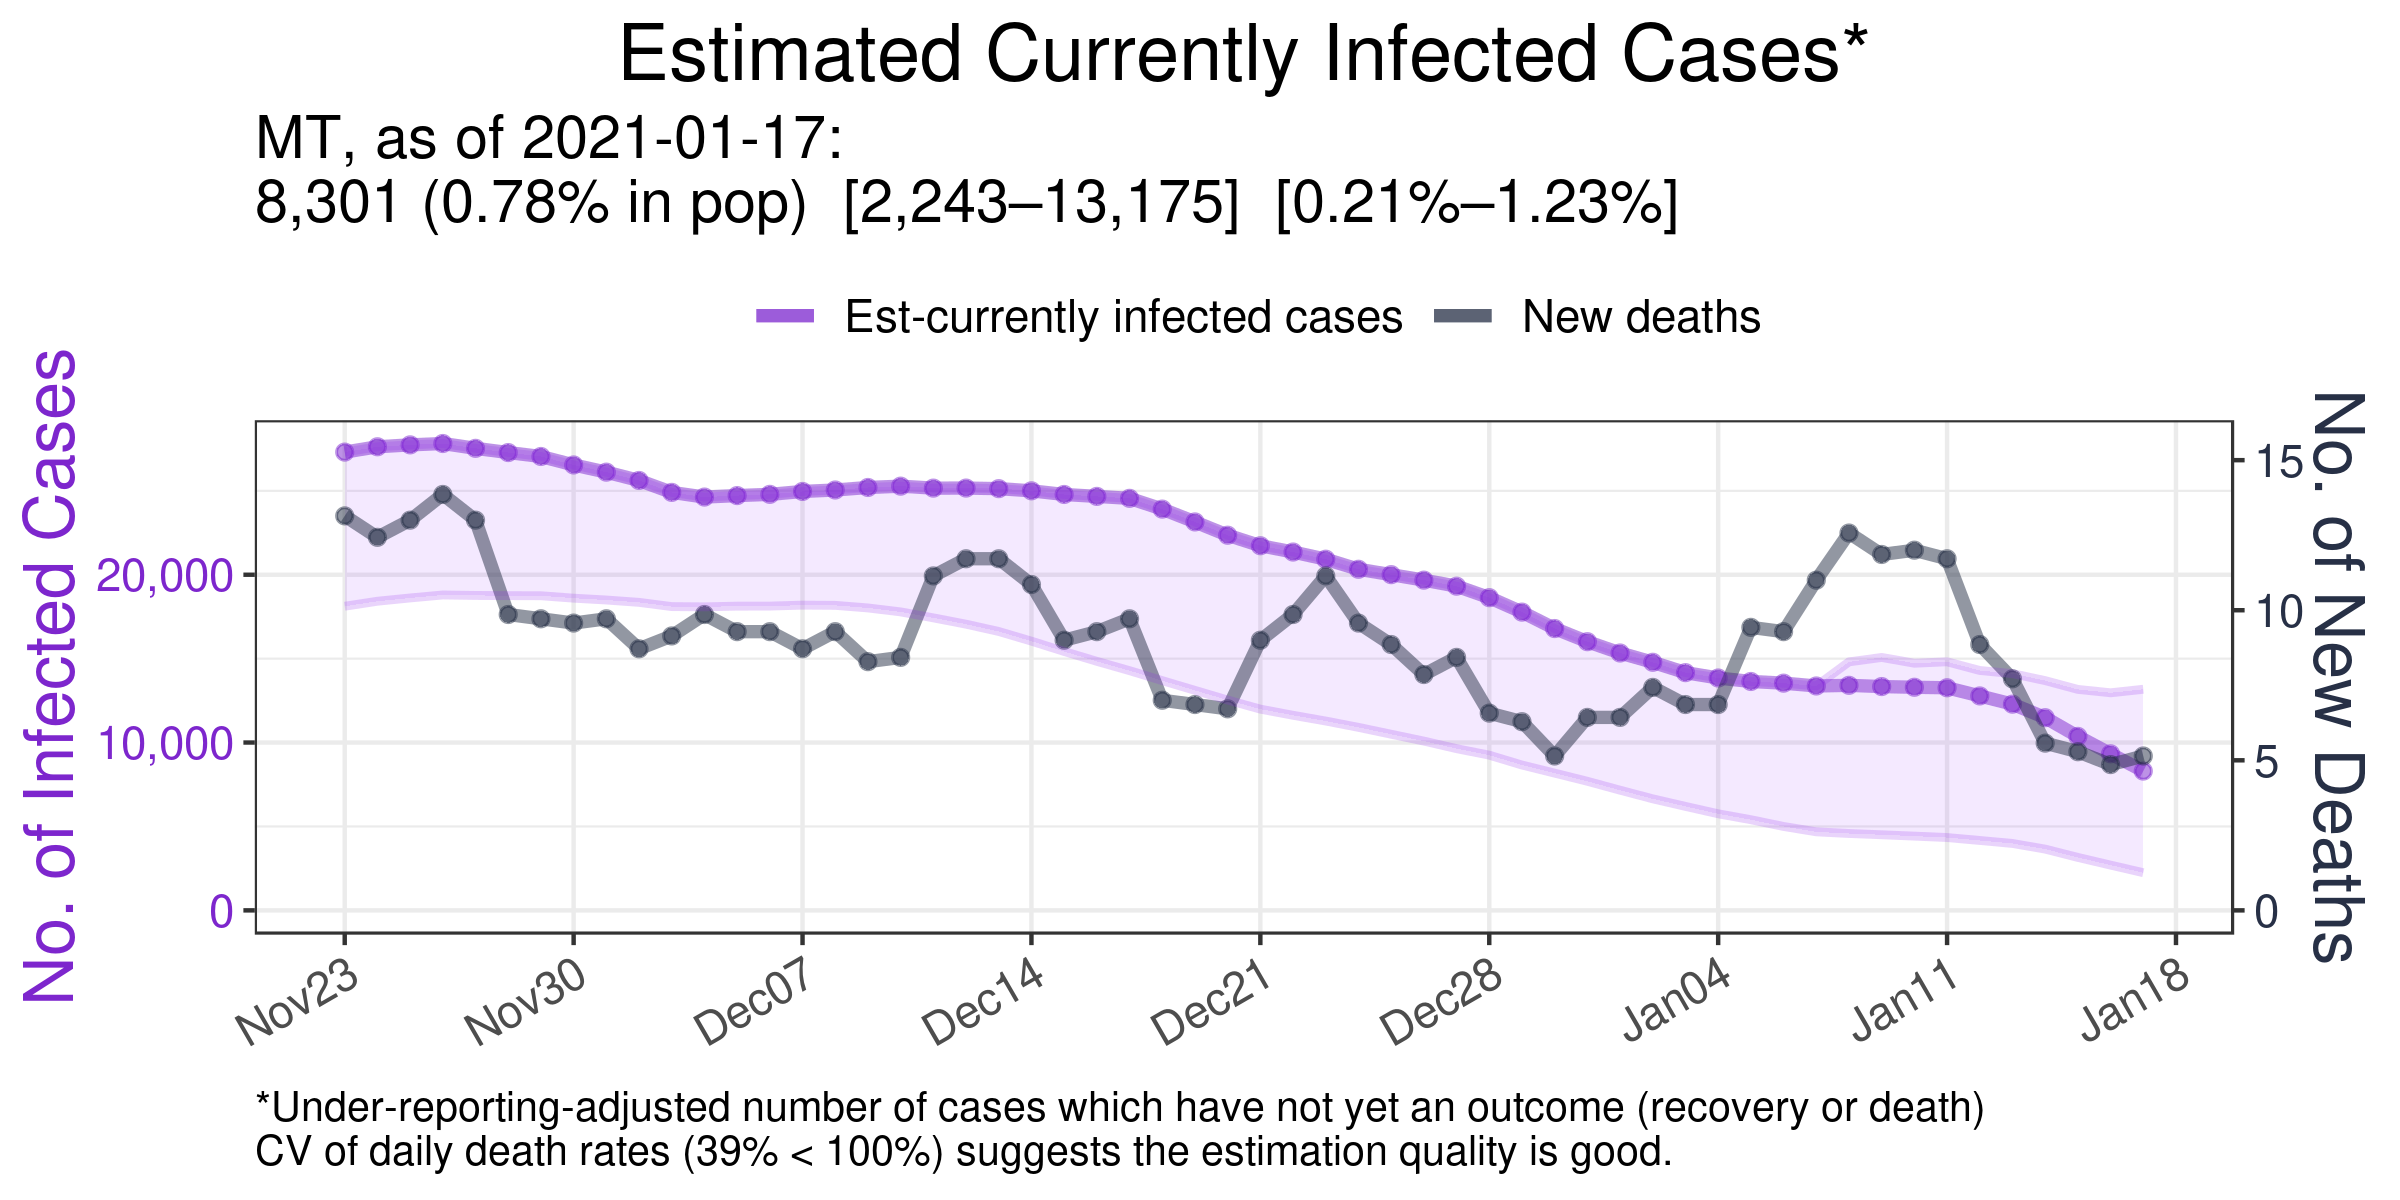 Estimated Currently Infected Cases*
MT, as of 2021-01-17:
8,301 (0.78% in pop)  [2,243–13,175]  [0.21%–1.23%]
Est-currently infected cases
New deaths
No. of Infected Cases
20,000
10,000
0
15
10
5
0
No. of New Deaths
Nov23
Nov30
Dec07
Dec14
Dec21
Dec28
Jan04
Jan11
Jan18
*Under-reporting-adjusted number of cases which have not yet an outcome (recovery or death)
CV of daily death rates (39% < 100%) suggests the estimation quality is good.